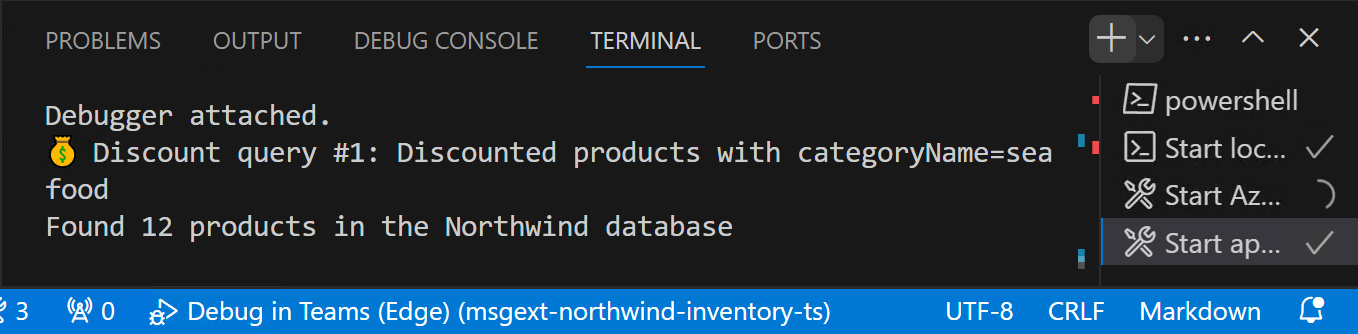 PROBLEMS OUTPUT DEBUG CONSOLE TERMINAL PORTS
Debugger attached.
💰 Discount query #1: Discounted products with categoryName=sea
food
Found 12 products in the Northwind database
powershell
Start loc...
Start Az...
Start ap...
3 0 Debug in Teams (Edge) (msgext-northwind-inventory-ts) UTF-8 CRLF Markdown